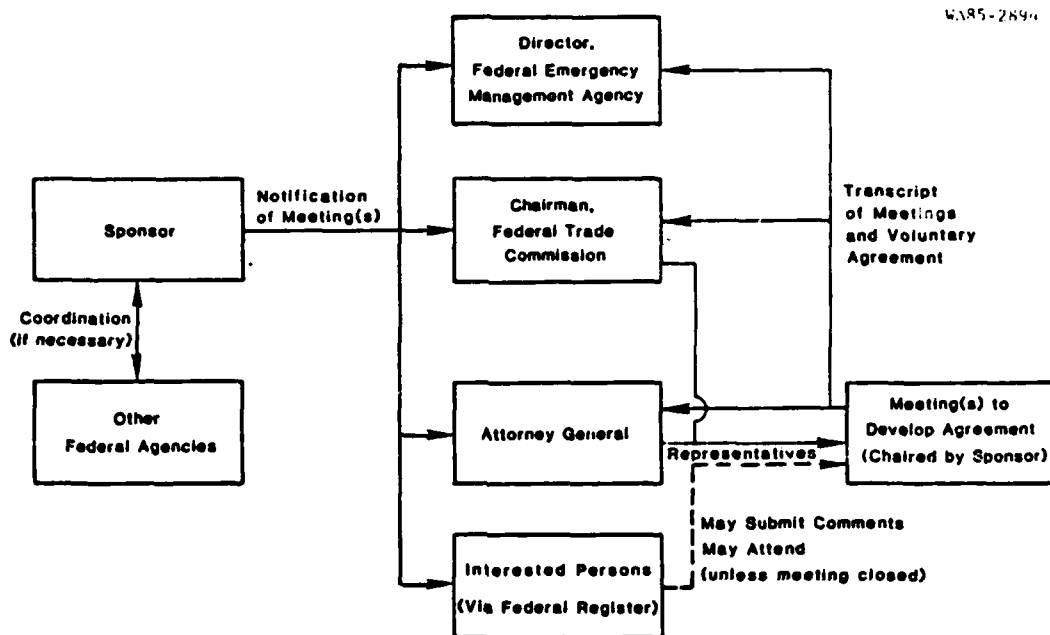 Director,
Federal Emergency
Management Agency
Notification
of Meeting(s)
Sponsor
Chairman,
Federal Trade
Commission
Transcript
of Meetings
and Voluntary
Agreement
Coordination
(if necessary)
Other
Federal Agencies
Attorney General
Representatives
Meeting(s) to
Develop Agreement
(Chaired by Sponsor)
May Submit Comments
May Attend
(unless meeting closed)
Interested Persons
(Via Federal Register)